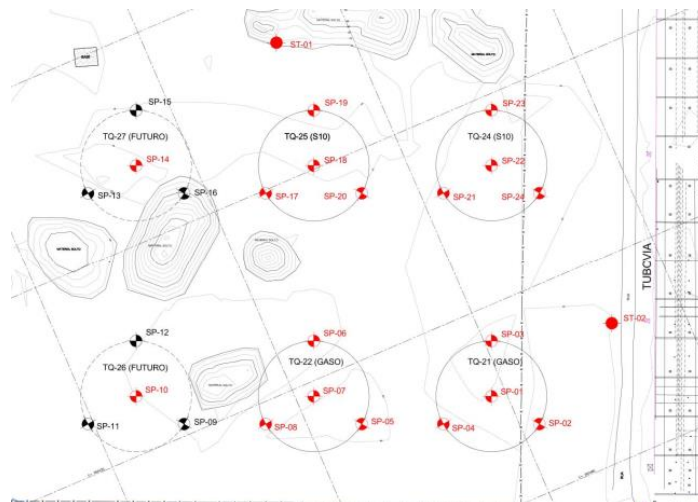 ST-01
SP-15
SP-19
SP-23
TQ-27 (FUTURO)
TQ-25 (S10)
TQ-24 (S10)
SP-14
SP-18
SP-22
SP-13
SP-16
SP-17
SP-20
SP-21
SP-24
TUBOVIA
ST-02
SP-12
SP-06
SP-03
TQ-26 (FUTURO)
TQ-22 (GASO)
TQ-21 (GASO)
SP-10
SP-07
SP-01
SP-11
SP-09
SP-08
SP-05
SP-04
SP-02
RUA